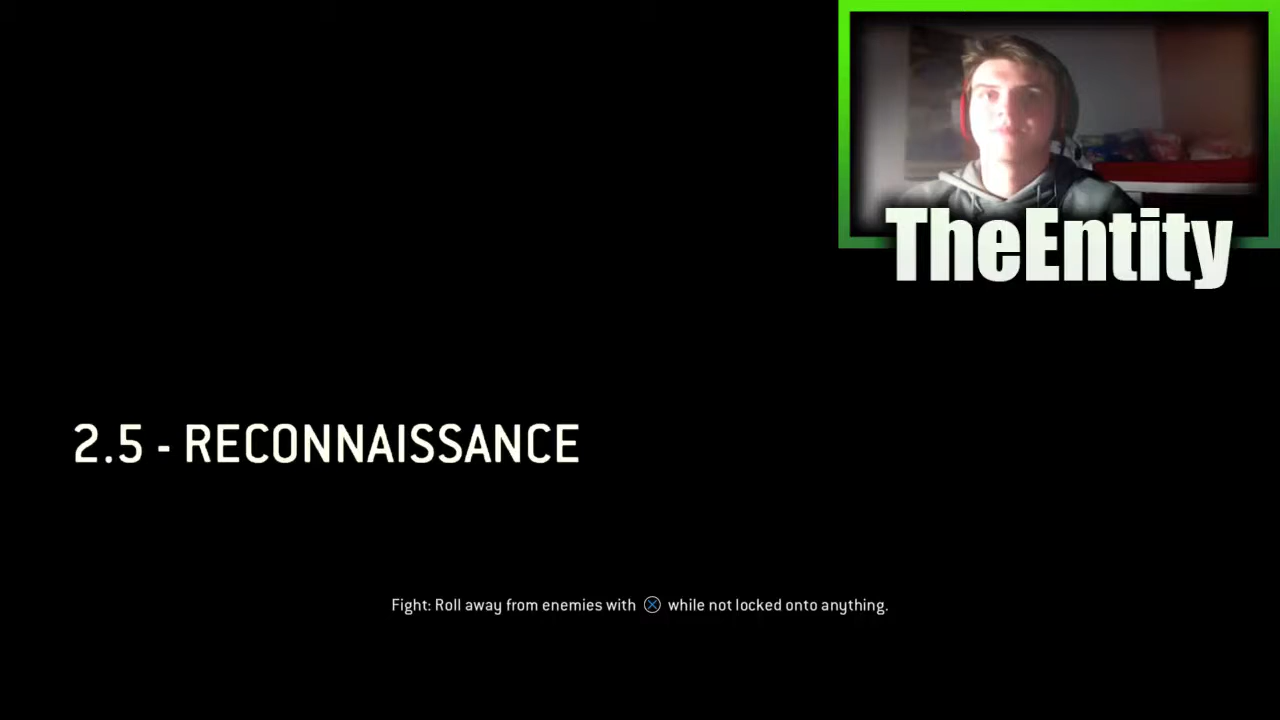 TheEntity
2.5 - RECONNAISSANCE
Fight: Roll away from enemies with Ⓧ while not locked onto anything.